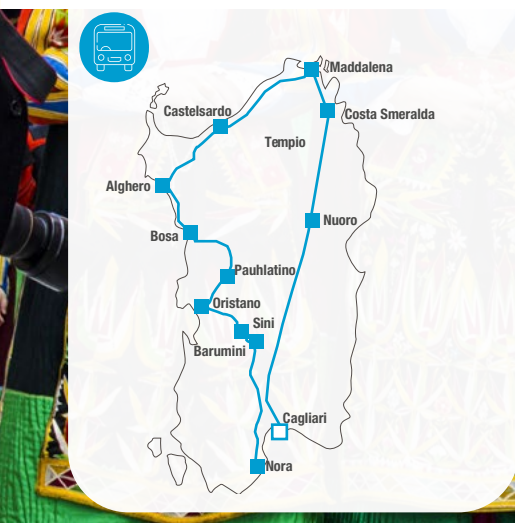 Maddalena
Castelsardo
Costa Smeralda
Tempio
Alghero
Nuoro
Bosa
Pauhlatino
Oristano
Sini
Barumini
Cagliari
Nora